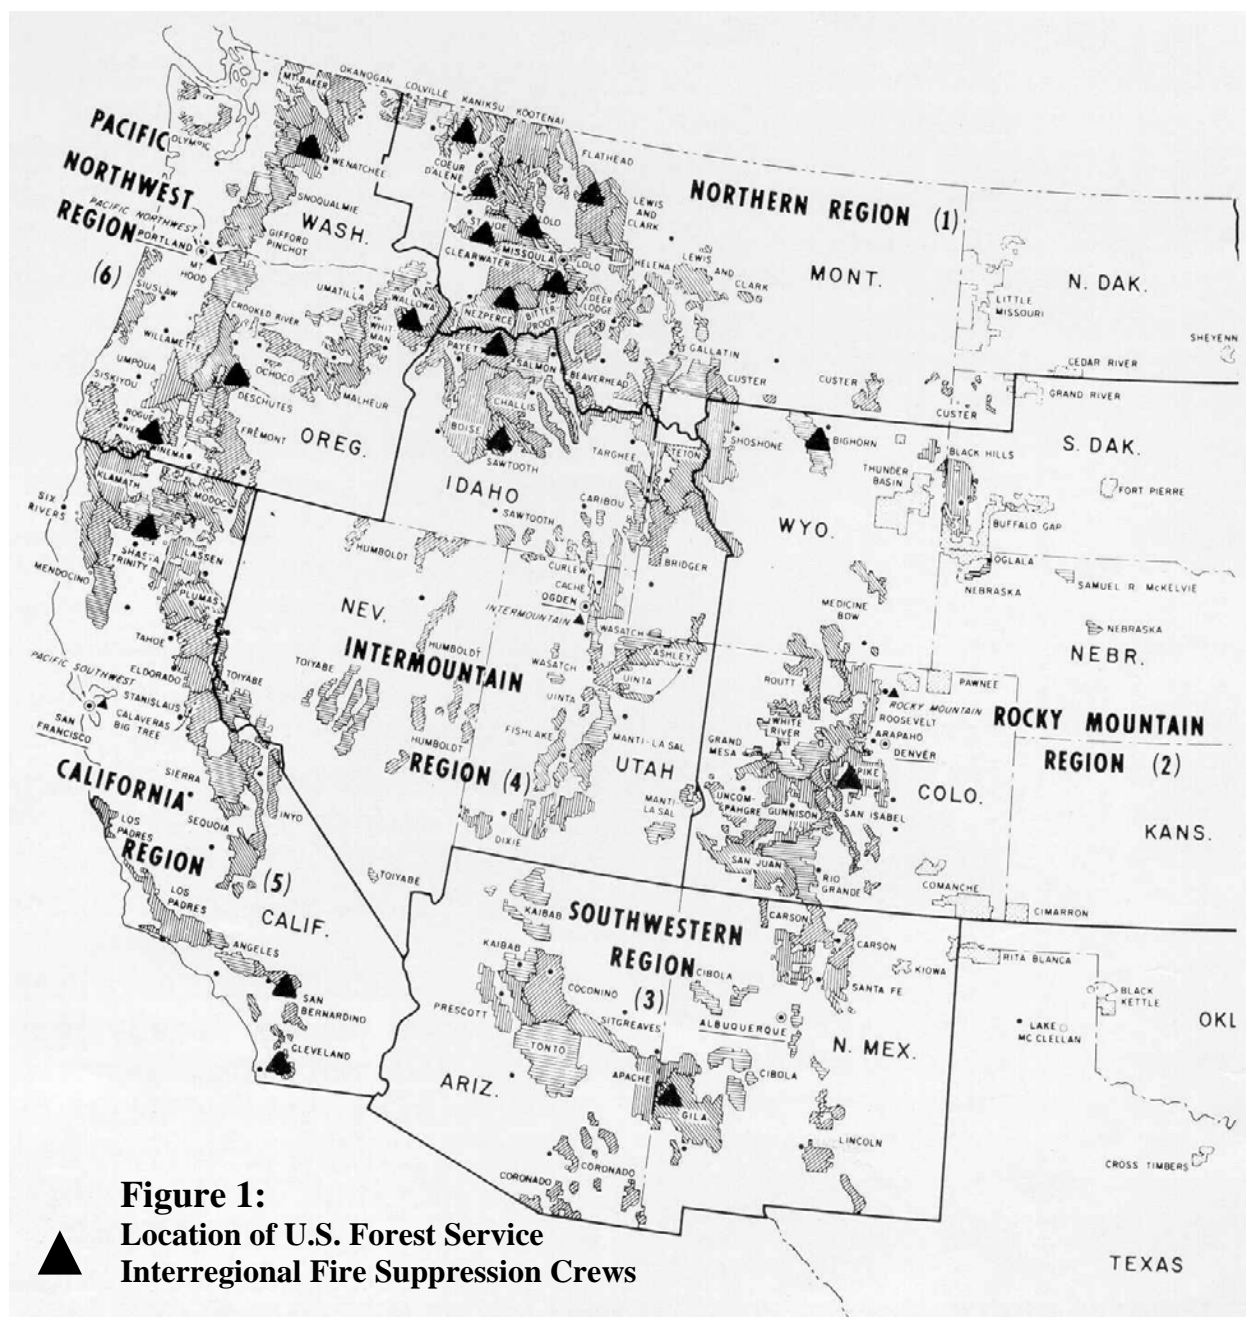 OKANOGAN
COLVILLE
KANIKSU
KOOTENAI
MT. BAKER
PACIFIC
NORTHWEST
REGION
(6)
OLYMPIC
WENATCHEE
SNOQUALMIE
WASH.
GIFFORD
PINCHOT
PACIFIC NORTHWEST
PORTLAND
MT
HOOD
COEUR
D'ALENE
FLATHEAD
LEWIS
AND
CLARK
NORTHERN REGION (1)
ST. JOE
LOLO
CLEARWATER
MISSOULA
LOLO
HELENA
LEWIS
AND
CLARK
MONT.
N. DAK.
LITTLE
MISSOURI
SHEYENN
CEDAR RIVER
GRAND RIVER
SIUSLAW
CROOKED RIVER
UMATILLA
WALLOWA
WHIT
MAN
NEZPERCE
BITTER
ROOT
DEER
LODGE
WILLAMETTE
UMPQUA
SISKIYOU
OCHOCO
DESCHUTES
MALHEUR
PAYETT
SALMON
BEAVERHEAD
GALLATIN
CUSTER
CUSTER
CUSTER
ROGUE
RIVER
WINEMA
FREMONT
OREG.
CHALLIS
BOISE
SAWTOOTH
TARGHEE
TETON
SHOSHONE
BIGHORN
BLACK HILLS
S. DAK.
THUNDER
BASIN
FORT PIERRE
BUFFALO GAP
IDAHO
SAWTOOTH
CARIBOU
WYO.
KLAMATH
MODOC
SIX
RIVERS
SHASTA
TRINITY
LASSEN
MENDOCINO
PLUMAS
HUMBOLDT
CURLEW
CACHE
OGDEN
INTERMOUNTAIN
BRIDGER
OGLALA
NEBRASKA
SAMUEL R. McKELVIE
MEDICINE
BOW
NEBRASKA
NEBR.
NEV.
HUMBOLDT
INTERMOUNTAIN
REGION (4)
TOIYABE
HUMBOLDT
WASATCH
ASHLEY
WASATCH
UINTA
UINTA
TAHOE
PACIFIC SOUTHWEST
ELDORADO
TOIYABE
STANISLAUS
CALAVERAS
BIG TREE
SAN
FRANCISCO
FISHLAKE
MANTI-LA SAL
UTAH
MANTI-
LA SAL
DIXIE
ROUTT
PAWNEE
ROCKY MOUNTAIN
ROOSEVELT
ARAPAHO
DENVER
WHITE
RIVER
GRAND
MESA
PIKE
ROCKY MOUNTAIN
REGION (2)
UNCOM-
PAHGRE
GUNNISON
SAN ISABEL
COLO.
KANS.
SAN JUAN
RIO
GRANDE
COMANCHE
CIMARRON
CALIFORNIA
REGION
(5)
SIERRA
SEQUOIA
INYO
LOS
PADRES
LOS
PADRES
TOIYABE
CALIF.
ANGELES
SAN
BERNARDINO
CLEVELAND
KAIBAB
KAIBAB
SOUTHWESTERN
REGION
(3)
CARSON
CARSON
CIBOLA
KIOWA
SANTA FE
RITA BLANCA
BLACK
KETTLE
OKL
LAKE
MC CLELLAN
PRESCOTT
COCONINO
SITGREAVES
ALBUQUERQUE
N. MEX.
TONTO
APACHE
CIBOLA
GILA
ARIZ.
LINCOLN
CORONADO
CORONADO
CROSS TIMBERS
TEXAS
Figure 1:
Location of U.S. Forest Service
Interregional Fire Suppression Crews